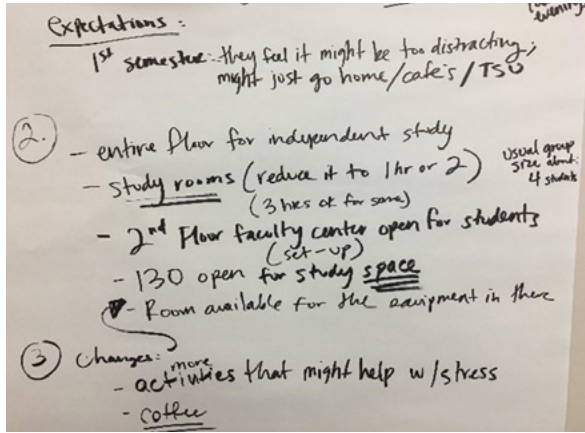 expectations:
1st semester: they feel it might be too distracting;
might just go home/cafe's/TSU
evening
2.
- entire floor for independent study
- study rooms (reduce it to 1hr or 2)
(3 hrs ok for some)
usual group
size about:
4 students
- 2nd Floor faculty center open for students
(set-up)
- 130 open for study space
- Room available for the equipment in there
3 changes:
more
- activities that might help w/stress
- coffee